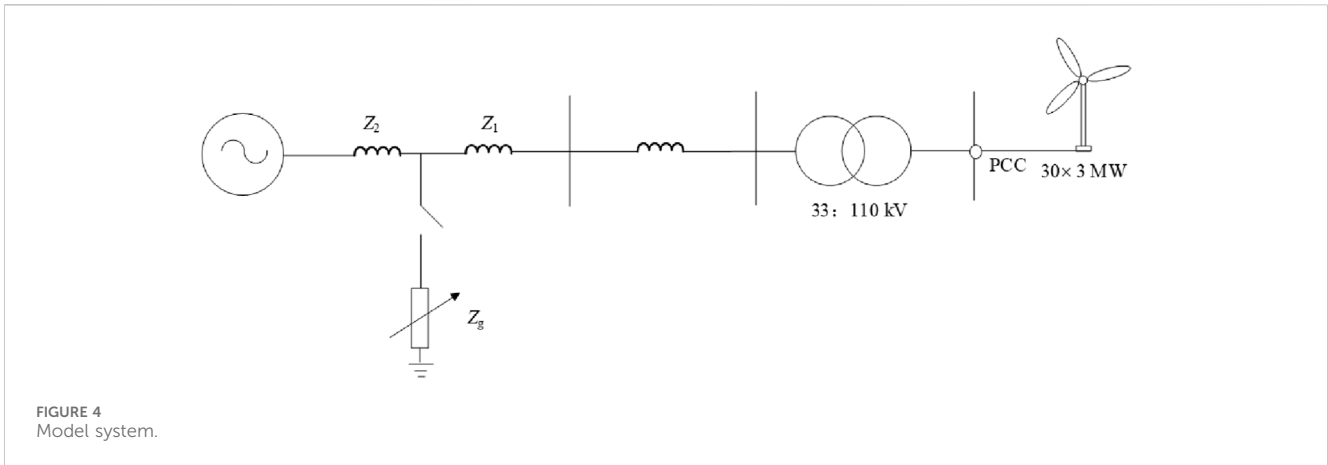 Z₂
Z₁
PCC
30× 3 MW
33：110 kV
Zg
FIGURE 4
Model system.